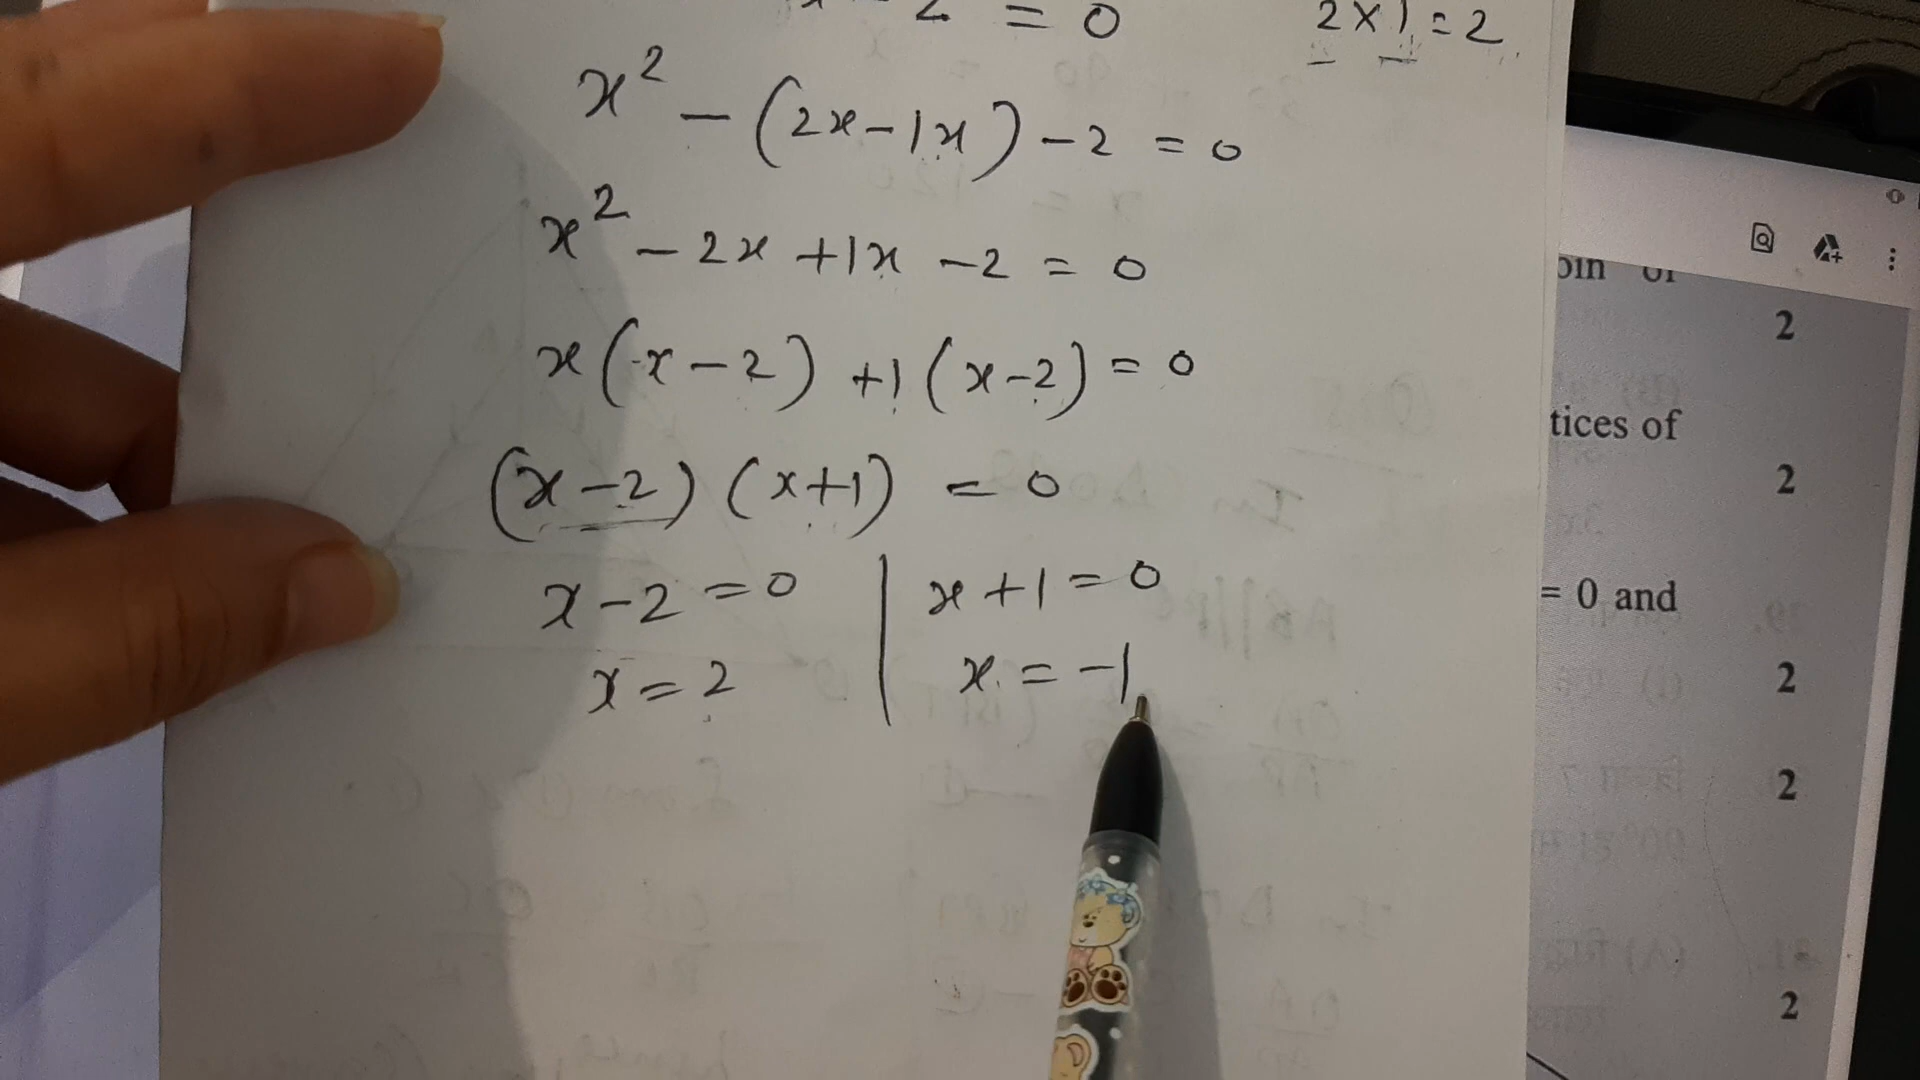 x - 2 = 0
2 x 1 = 2
x² - (2x - 1x) - 2 = 0
x² - 2x + 1x - 2 = 0
x(x - 2) + 1(x - 2) = 0
(x - 2) (x + 1) = 0
x - 2 = 0 | x + 1 = 0
x = 2 | x = -1
2
tices of
2
= 0 and
2
2
2